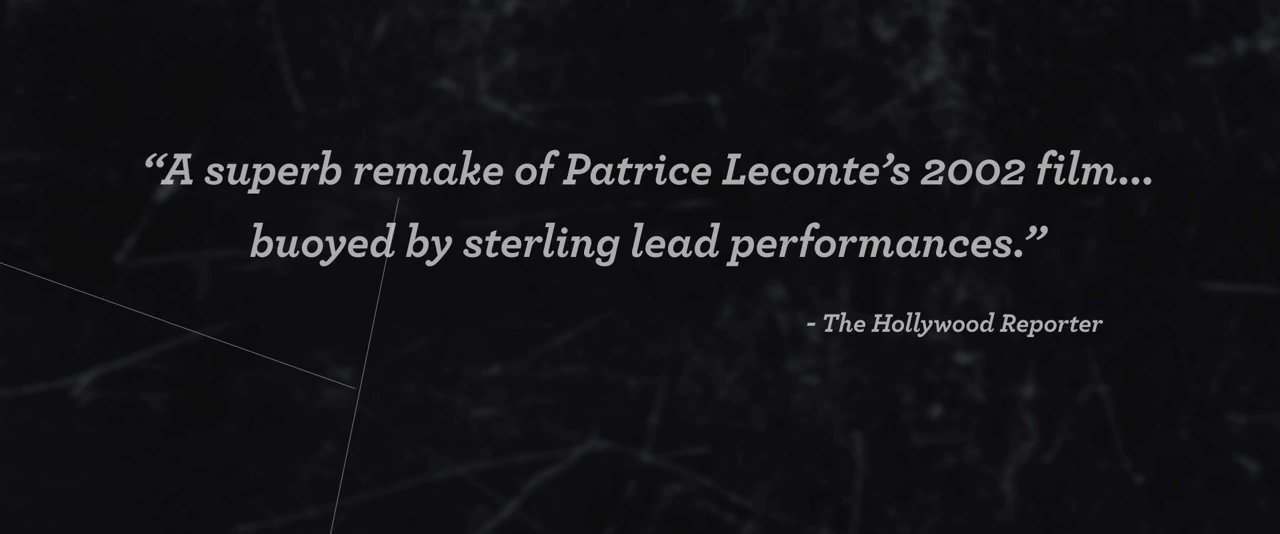 “A superb remake of Patrice Leconte’s 2002 film...
buoyed by sterling lead performances.”
- The Hollywood Reporter